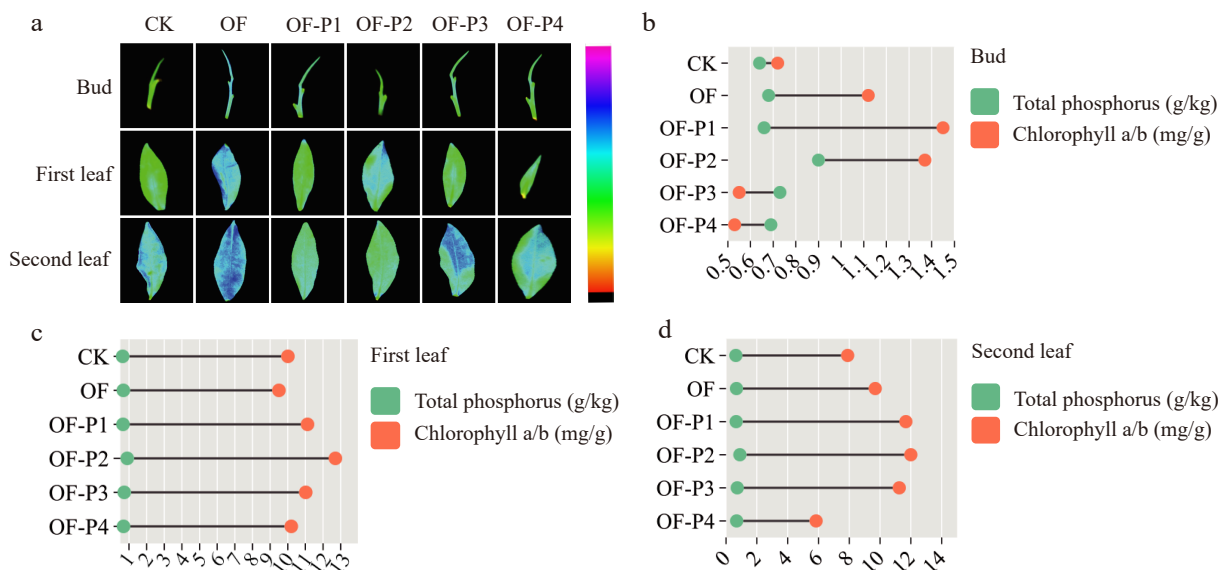 a
CK OF OF-P1 OF-P2 OF-P3 OF-P4
Bud
First leaf
Second leaf
b
CK
OF
OF-P1
OF-P2
OF-P3
OF-P4
0.5 0.6 0.7 0.9 1 1.1 1.3 1.4 1.5
Bud
Total phosphorus (g/kg)
Chlorophyll a/b (mg/g)
c
CK
OF
OF-P1
OF-P2
OF-P3
OF-P4
1 2 3 4 5 6 7 8 9 10 11 12 13
First leaf
Total phosphorus (g/kg)
Chlorophyll a/b (mg/g)
d
CK
OF
OF-P1
OF-P2
OF-P3
OF-P4
0 2 4 6 8 10 12 14
Second leaf
Total phosphorus (g/kg)
Chlorophyll a/b (mg/g)